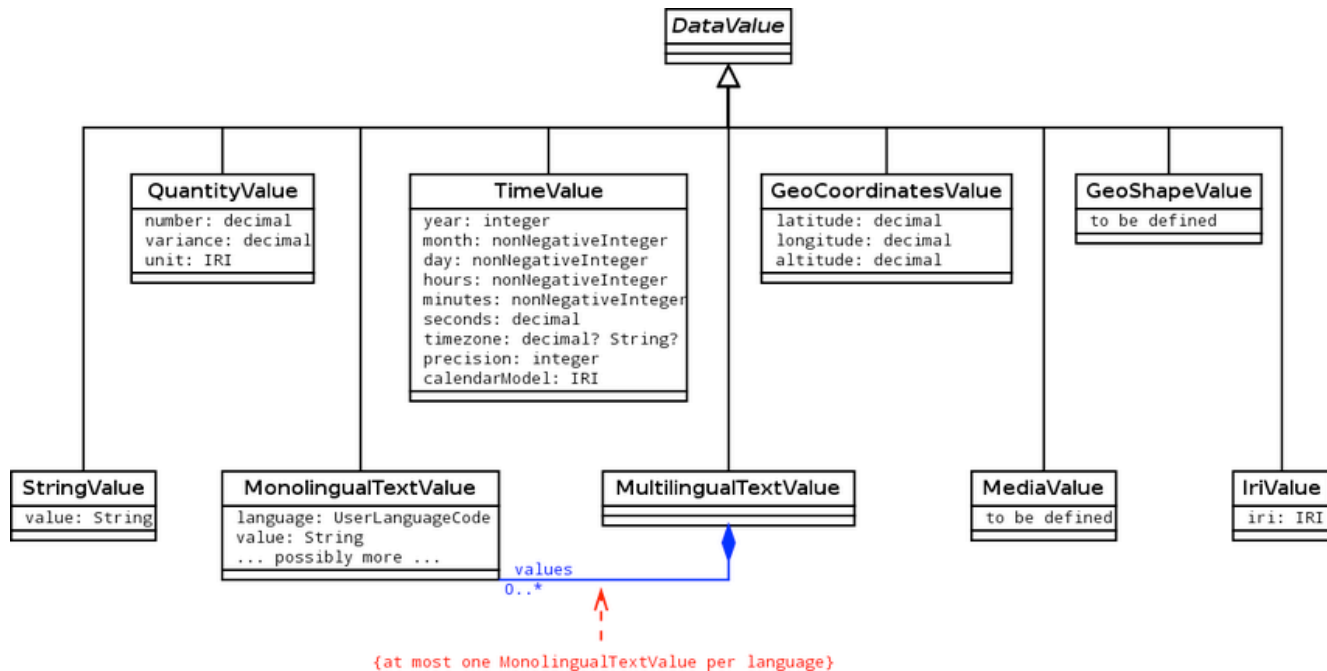 DataValue
QuantityValue
number: decimal
variance: decimal
unit: IRI
TimeValue
year: integer
month: nonNegativeInteger
day: nonNegativeInteger
hours: nonNegativeInteger
minutes: nonNegativeInteger
seconds: decimal
timezone: decimal? String?
precision: integer
calendarModel: IRI
GeoCoordinatesValue
latitude: decimal
longitude: decimal
altitude: decimal
GeoShapeValue
to be defined
StringValue
value: String
MonolingualTextValue
language: UserLanguageCode
value: String
... possibly more ...
MultilingualTextValue
values
0..*
MediaValue
to be defined
IriValue
iri: IRI
{at most one MonolingualTextValue per language}